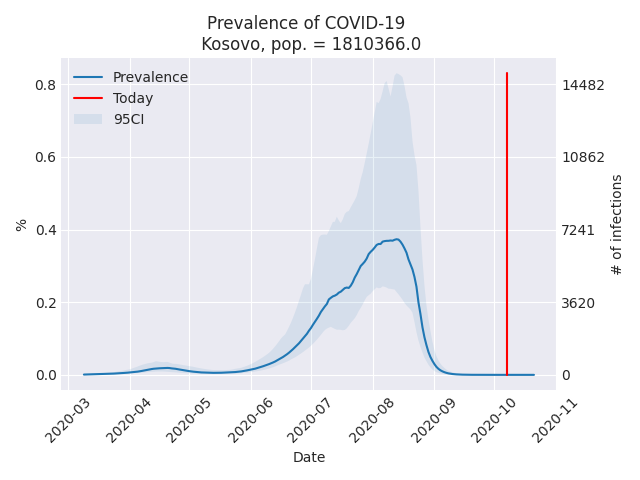 Prevalence of COVID-19
Kosovo, pop. = 1810366.0
Prevalence
Today
95CI
0.8
0.6
0.4
0.2
0.0
%
14482
10862
7241
3620
0
# of infections
2020-03
2020-04
2020-05
2020-06
2020-07
2020-08
2020-09
2020-10
2020-11
Date